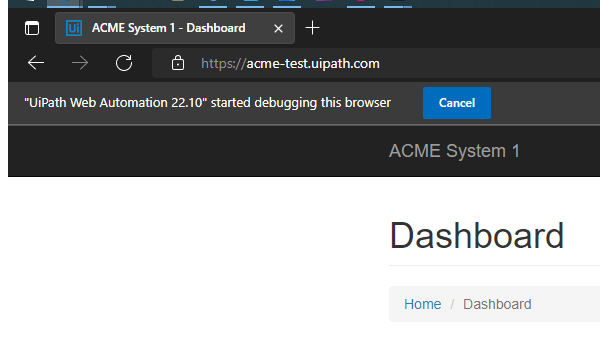 Ui ACME System 1 - Dashboard
https://acme-test.uipath.com
"UiPath Web Automation 22.10" started debugging this browser Cancel
ACME System 1
Dashboard
Home / Dashboard